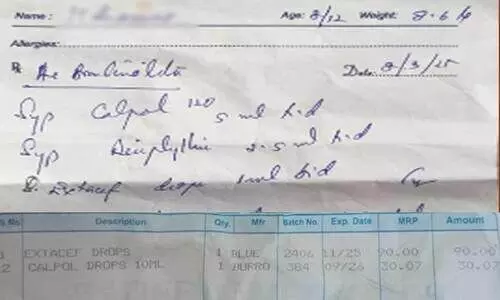 Name : Age: 8/12 Weight: 8.6 kg
Allergies:
Date: 8/3/25
Syp Calpol 120 5 ml tid
Syp 2.5 ml tid
Extacef drops 1ml bid
S No. Description Qty. Mfr Batch No. Exp. Date MRP Amount
1 EXTACEF DROPS 1 BLUE 2406 11/25 90.00 90.00
2 CALPOL DROPS 10ML 1 BURRO 384 09/26 30.07 30.07